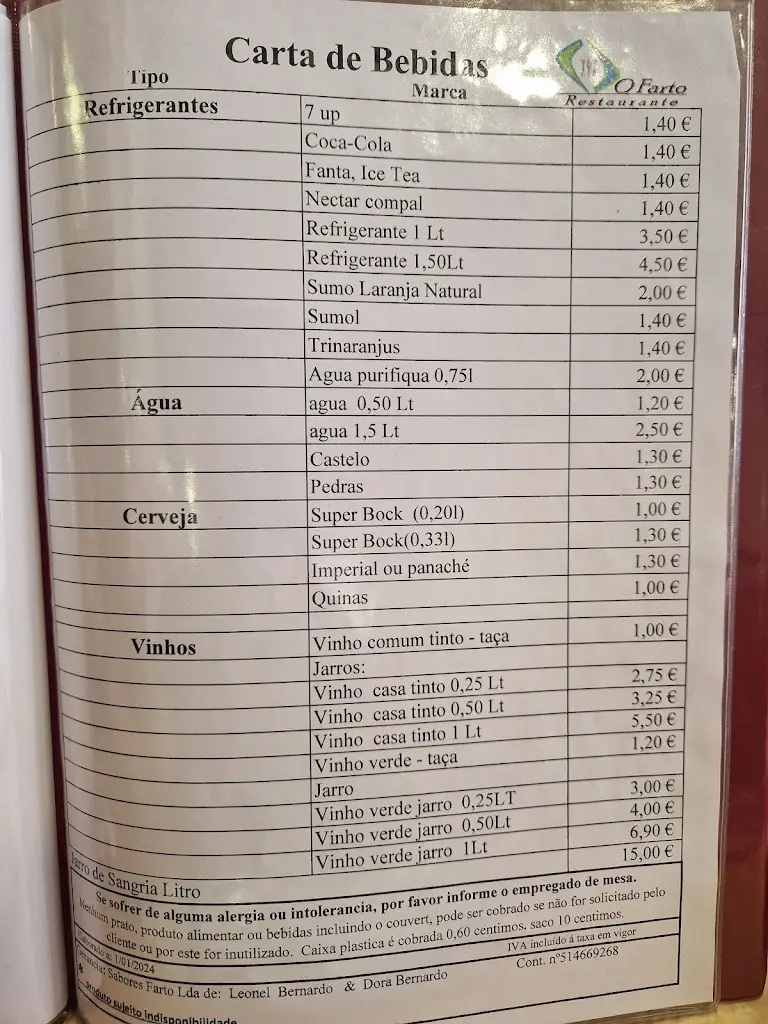 Carta de Bebidas
O Farto
Restaurante
Tipo Marca
Refrigerantes 7 up 1,40 €
Coca-Cola 1,40 €
Fanta, Ice Tea 1,40 €
Nectar compal 1,40 €
Refrigerante 1 Lt 3,50 €
Refrigerante 1,50Lt 4,50 €
Sumo Laranja Natural 2,00 €
Sumol 1,40 €
Trinaranjus 1,40 €
Agua purifiqua 0,75l 2,00 €
Água agua 0,50 Lt 1,20 €
agua 1,5 Lt 2,50 €
Castelo 1,30 €
Pedras 1,30 €
Cerveja Super Bock (0,20l) 1,00 €
Super Bock(0,33l) 1,30 €
Imperial ou panaché 1,30 €
Quinas 1,00 €
Vinhos Vinho comum tinto - taça 1,00 €
Jarros:
Vinho casa tinto 0,25 Lt 2,75 €
Vinho casa tinto 0,50 Lt 3,25 €
Vinho casa tinto 1 Lt 5,50 €
Vinho verde - taça 1,20 €
Jarro
Vinho verde jarro 0,25LT 3,00 €
Vinho verde jarro 0,50Lt 4,00 €
Vinho verde jarro 1Lt 6,90 €
Jarro de Sangria Litro 15,00 €
Se sofrer de alguma alergia ou intolerancia, por favor informe o empregado de mesa.
Nenhum prato, produto alimentar ou bebidas incluindo o couvert, pode ser cobrado se não for solicitado pelo
cliente ou por este for inutilizado. Caixa plastica é cobrada 0,60 centimos. saco 10 centimos.
Elaborado a: 1/01/2024 IVA incluído á taxa em vigor
Sabores Farto Lda de: Leonel Bernardo & Dora Bernardo Cont. nº514669268
produto sujeito indisponibilidade